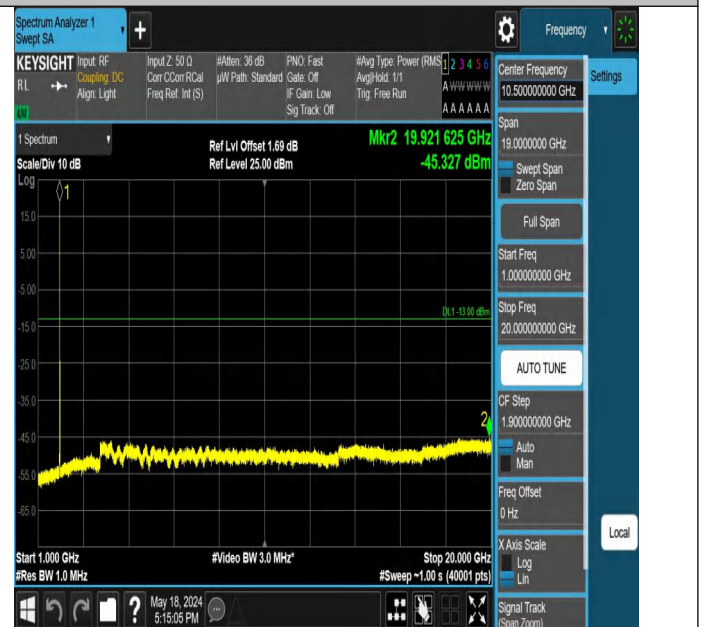 Spectrum Analyzer 1
Swept SA
+
Frequency
KEYSIGHT
RL
Input: RF
Coupling: DC
Align: Light
Input Z: 50 Ω
Corr CCorr RCal
Freq Ref: Int (S)
#Atten: 36 dB
µW Path: Standard
PNO: Fast
Gate: Off
IF Gain: Low
Sig Track: Off
#Avg Type: Power (RMS
Avg|Hold: 1/1
Trig: Free Run
1 2 3 4 5 6
A W W W W W
A A A A A A
1 Spectrum
Scale/Div 10 dB
Log
Ref Lvl Offset 1.69 dB
Ref Level 25.00 dBm
Mkr2 19.921 625 GHz
-45.327 dBm
1
15.0
5.00
-5.00
DL1 -13.00 dBm
-15.0
-25.0
-35.0
2
-45.0
-55.0
-65.0
Start 1.000 GHz
#Res BW 1.0 MHz
#Video BW 3.0 MHz*
Stop 20.000 GHz
#Sweep ~1.00 s (40001 pts)
?
May 18, 2024
5:15:05 PM
Center Frequency
10.500000000 GHz
Settings
Span
19.0000000 GHz
Swept Span
Zero Span
Full Span
Start Freq
1.000000000 GHz
Stop Freq
20.000000000 GHz
AUTO TUNE
CF Step
1.900000000 GHz
Auto
Man
Freq Offset
0 Hz
X Axis Scale
Log
Lin
Local
Signal Track
(Span Zoom)